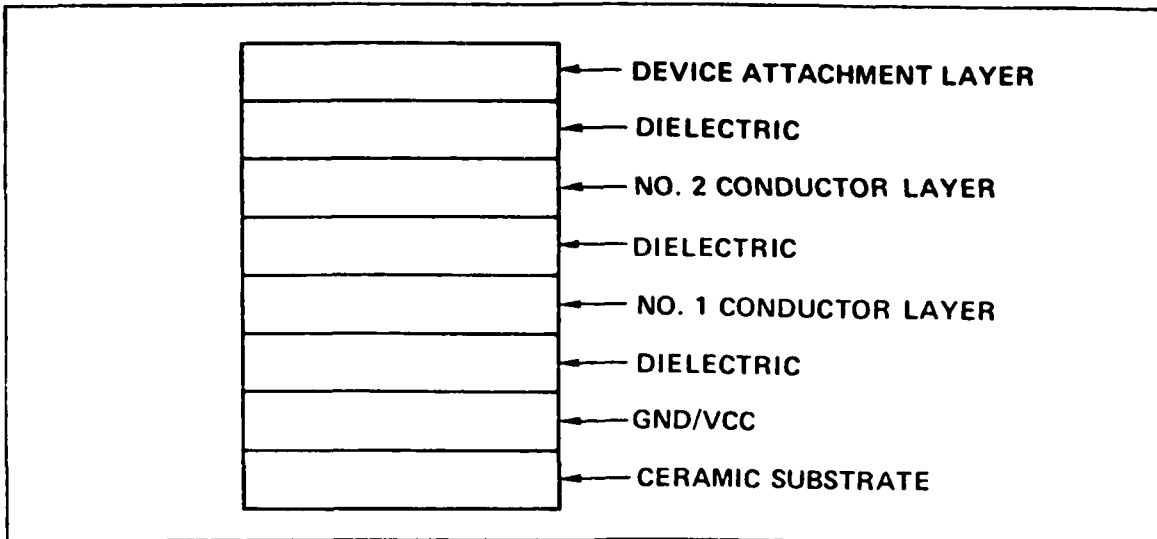 DEVICE ATTACHMENT LAYER
DIELECTRIC
NO. 2 CONDUCTOR LAYER
DIELECTRIC
NO. 1 CONDUCTOR LAYER
DIELECTRIC
GND/VCC
CERAMIC SUBSTRATE